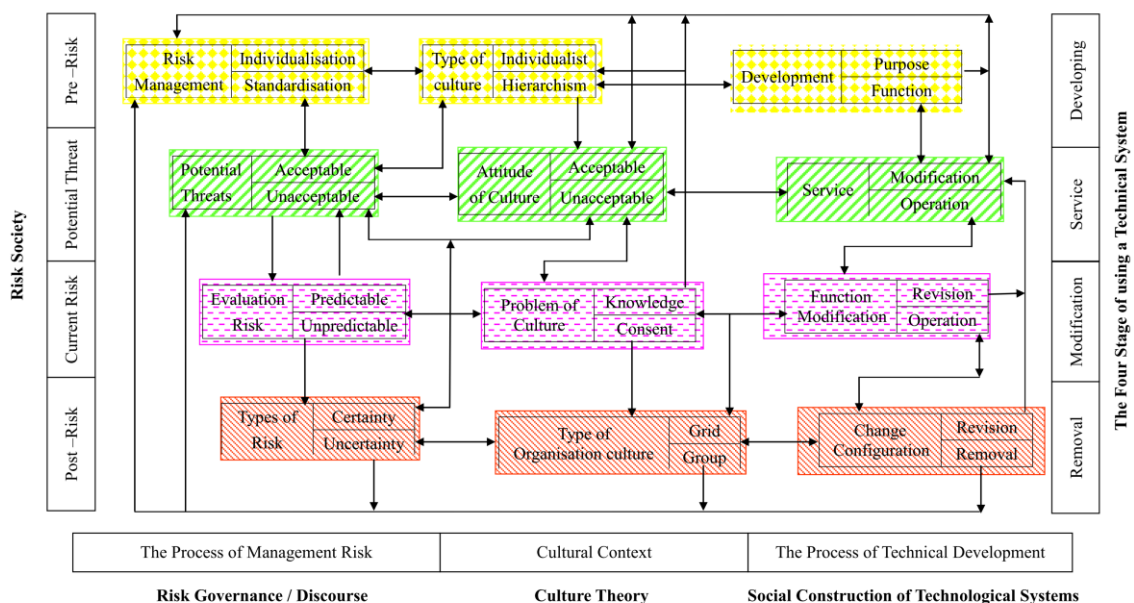 Risk Society
Pre –Risk
Potential Threat
Current Risk
Post –Risk
Risk
Management
Individualisation
Standardisation
Type of
culture
Individualist
Hierarchism
Development
Purpose
Function
Potential
Threats
Acceptable
Unacceptable
Attitude
of Culture
Acceptable
Unacceptable
Service
Modification
Operation
Evaluation
Risk
Predictable
Unpredictable
Problem of
Culture
Knowledge
Consent
Function
Modification
Revision
Operation
Types of
Risk
Certainty
Uncertainty
Type of
Organisation culture
Grid
Group
Change
Configuration
Revision
Removal
Developing
Service
Modification
Removal
The Four Stage of using a Technical System
The Process of Management Risk
Cultural Context
The Process of Technical Development
Risk Governance / Discourse
Culture Theory
Social Construction of Technological Systems